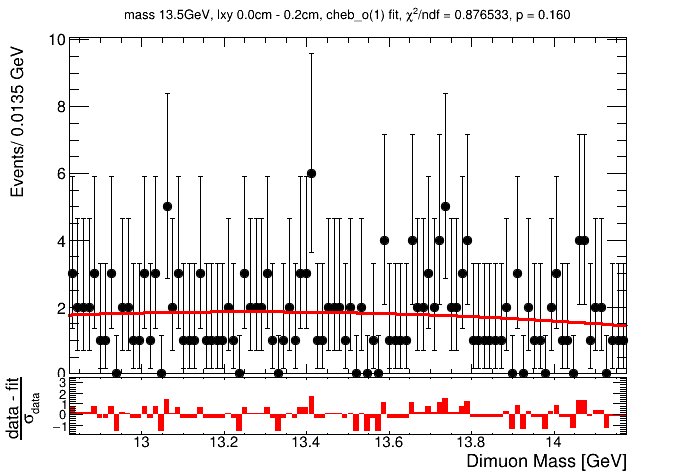 mass 13.5GeV, lxy 0.0cm - 0.2cm, cheb_o(1) fit, χ²/ndf = 0.876533, p = 0.160
Events/ 0.0135 GeV
10
8
6
4
2
0
data - fit
σdata
3
2
1
0
−1
13 13.2 13.4 13.6 13.8 14
Dimuon Mass [GeV]